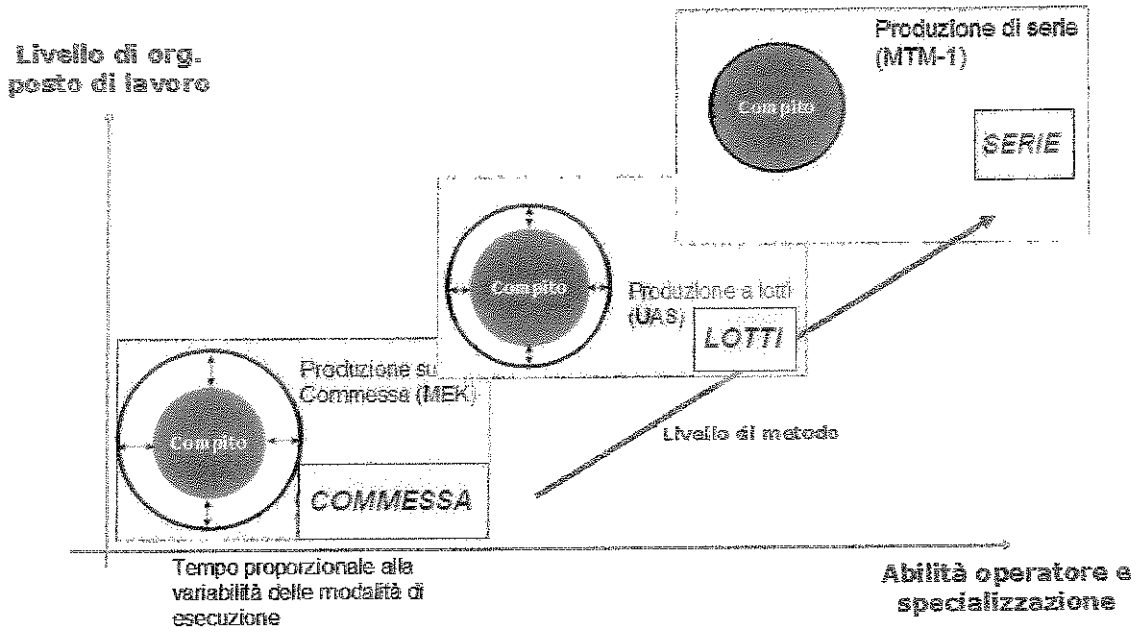 Livello di org.
posto di lavoro
Produzione di serie
(MTM-1)
Compito
SERIE
Compito
Produzione a lotti
(UAS)
LOTTI
Produzione su
Commessa (MEK)
Compito
COMMESSA
Livello di metodo
Tempo proporzionale alla
variabilità delle modalità di
esecuzione
Abilità operatore e
specializzazione